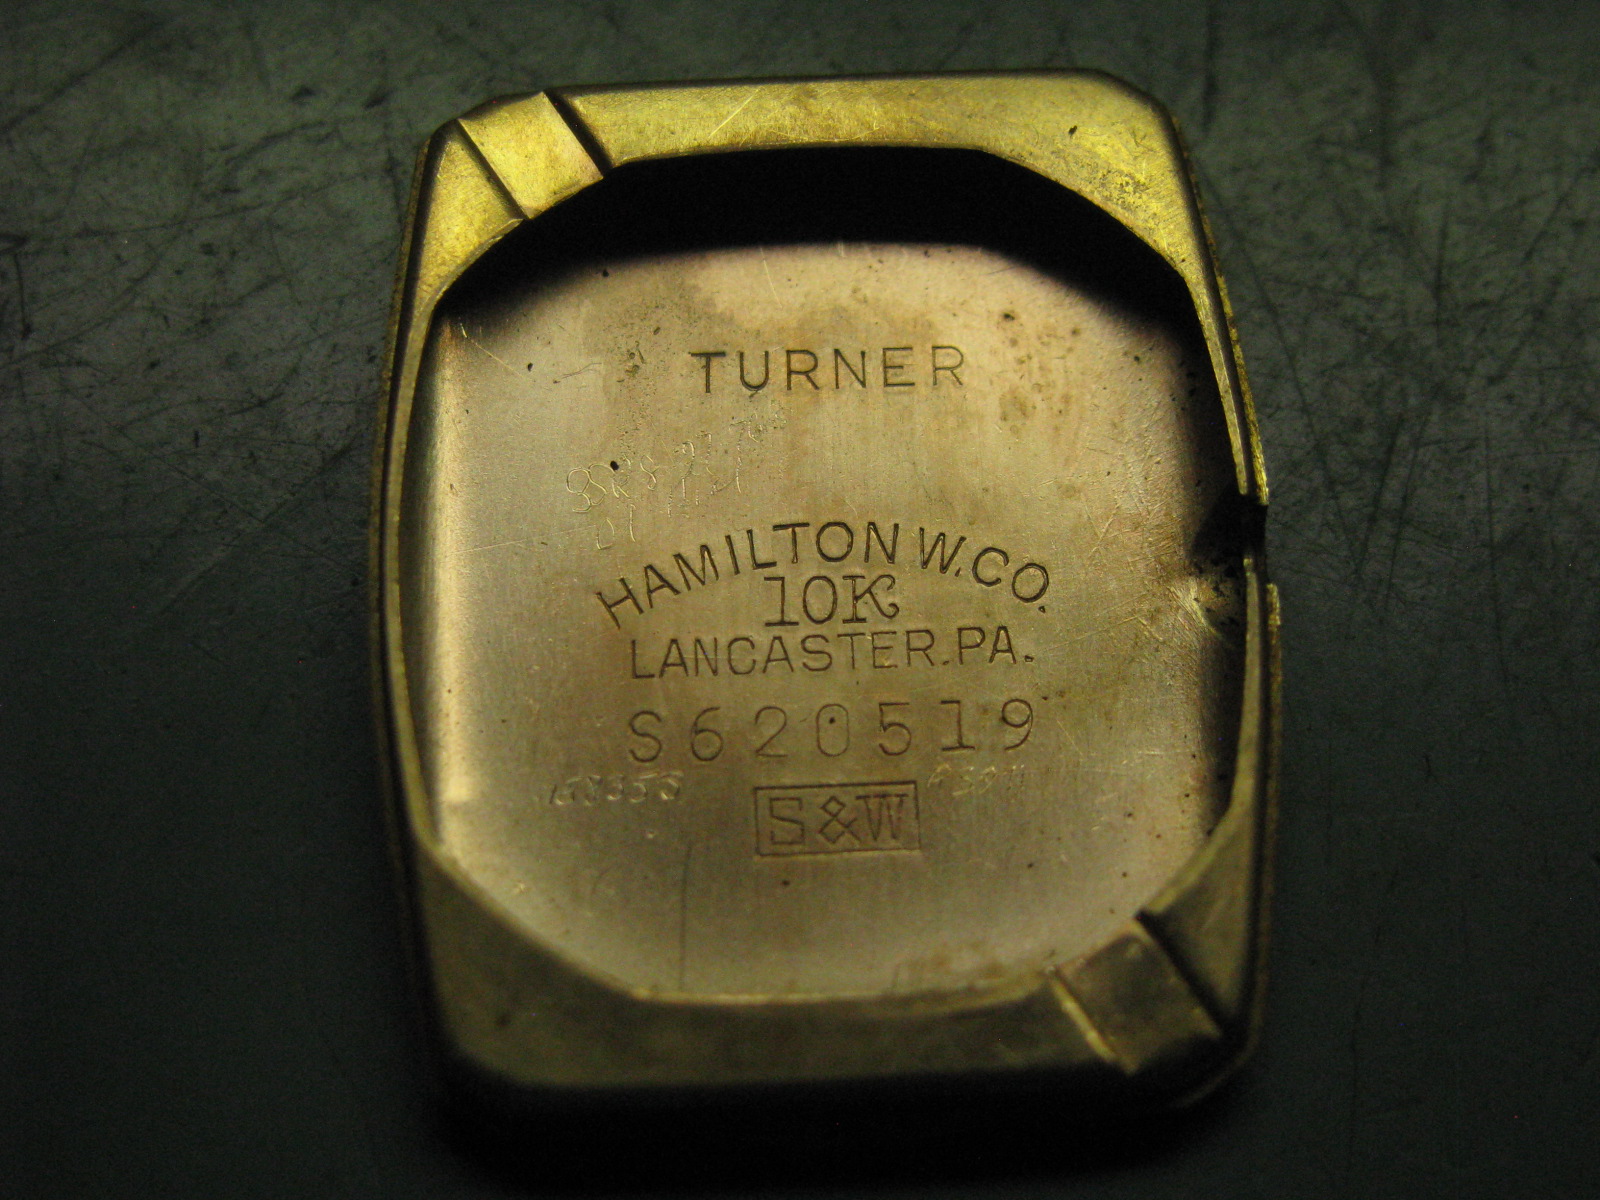 TURNER
HAMILTON W.CO.
10K
LANCASTER.PA.
S620519
S&W